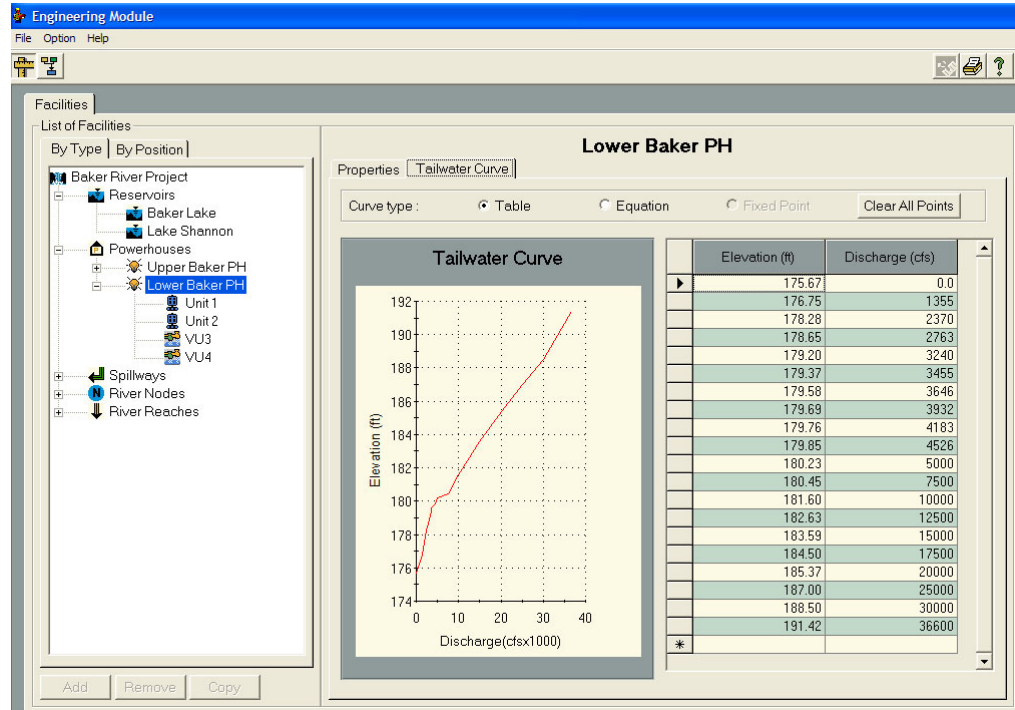 Engineering Module
File Option Help
Facilities
List of Facilities
By Type By Position
Baker River Project
Reservoirs
Baker Lake
Lake Shannon
Powerhouses
Upper Baker PH
Lower Baker PH
Unit 1
Unit 2
VU3
VU4
Spillways
N River Nodes
River Reaches
Add Remove Copy
Lower Baker PH
Properties Tailwater Curve
Curve type : Table Equation Fixed Point Clear All Points
Tailwater Curve
192
190
188
186
184
182
180
178
176
174
Elevation (ft)
0 10 20 30 40
Discharge(cfsx1000)
Elevation (ft) Discharge (cfs)
175.67 0.0
176.75 1355
178.28 2370
178.65 2763
179.20 3240
179.37 3455
179.58 3646
179.69 3932
179.76 4183
179.85 4526
180.23 5000
180.45 7500
181.60 10000
182.63 12500
183.59 15000
184.50 17500
185.37 20000
187.00 25000
188.50 30000
191.42 36600
*